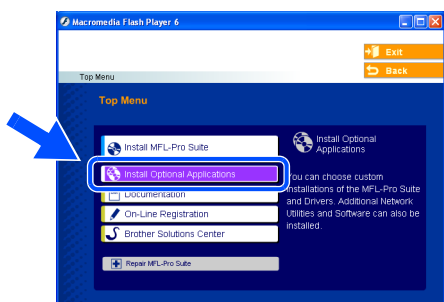 Macromedia Flash Player 6
Exit
Back
Top Menu
Top Menu
Install MFL-Pro Suite
Install Optional Applications
Documentation
On-Line Registration
Brother Solutions Center
Repair MFL-Pro Suite
Install Optional
Applications
You can choose custom
installations of the MFL-Pro Suite
and Drivers. Additional Network
Utilities and Software can also be
installed.